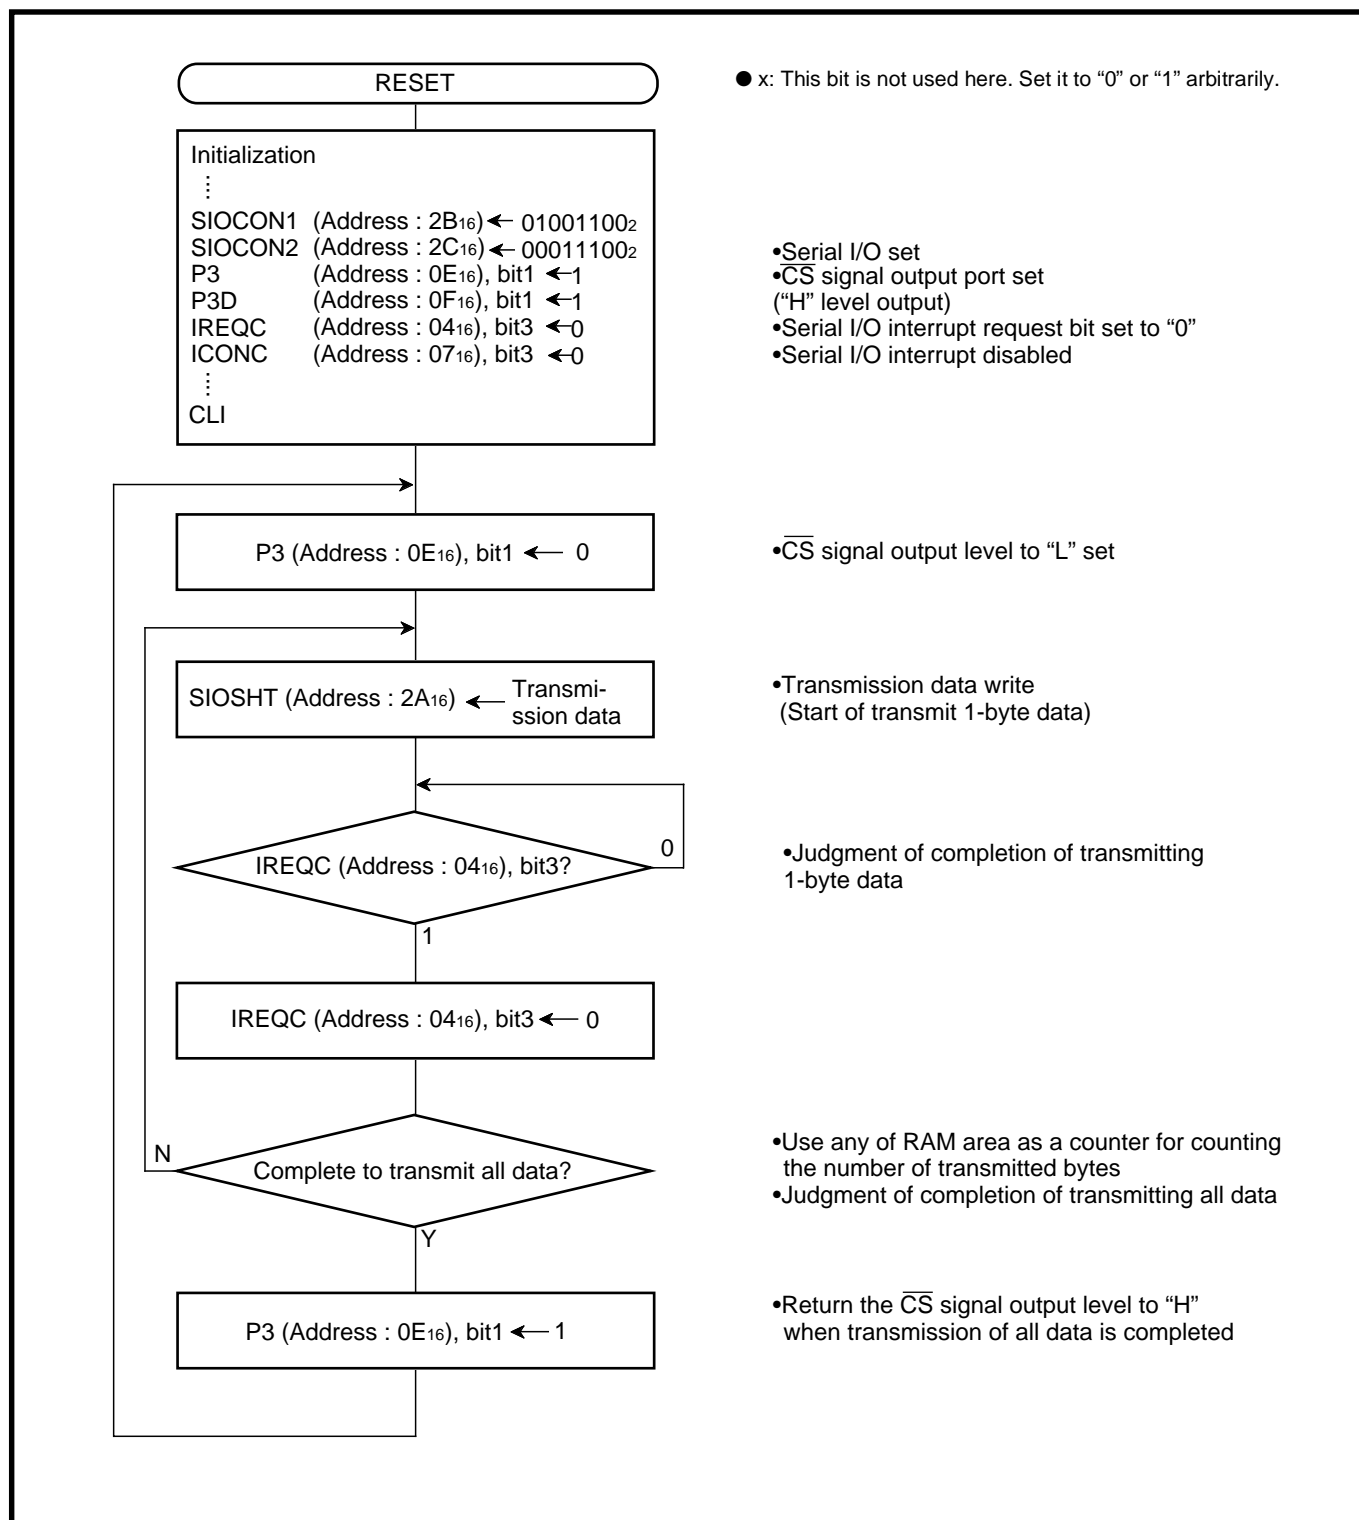 RESET
● x: This bit is not used here. Set it to “0” or “1” arbitrarily.
Initialization
SIOCON1 (Address : 2B16) ← 010011002
SIOCON2 (Address : 2C16) ← 000111002
P3 (Address : 0E16), bit1 ← 1
P3D (Address : 0F16), bit1 ← 1
IREQC (Address : 0416), bit3 ← 0
ICONC (Address : 0716), bit3 ← 0
CLI
•Serial I/O set
•C̅S̅ signal output port set
(“H” level output)
•Serial I/O interrupt request bit set to “0”
•Serial I/O interrupt disabled
P3 (Address : 0E16), bit1 ← 0
•C̅S̅ signal output level to “L” set
SIOSHT (Address : 2A16) ← Transmi-
ssion data
•Transmission data write
(Start of transmit 1-byte data)
IREQC (Address : 0416), bit3?
0
1
•Judgment of completion of transmitting
1-byte data
IREQC (Address : 0416), bit3 ← 0
N
Complete to transmit all data?
Y
•Use any of RAM area as a counter for counting
the number of transmitted bytes
•Judgment of completion of transmitting all data
P3 (Address : 0E16), bit1 ← 1
•Return the C̅S̅ signal output level to “H”
when transmission of all data is completed